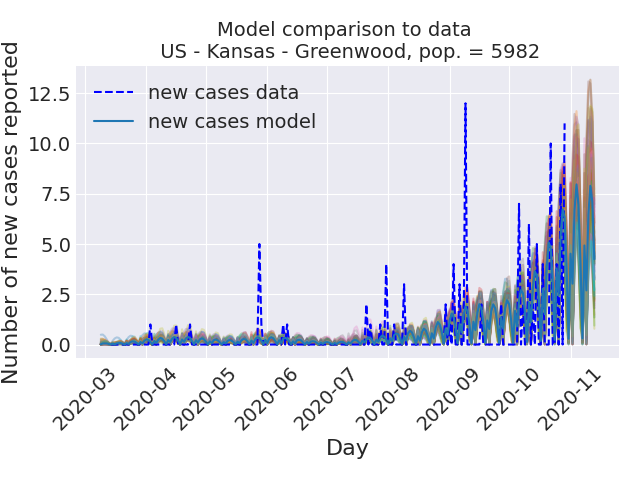 Model comparison to data
US - Kansas - Greenwood, pop. = 5982
Number of new cases reported
12.5
10.0
7.5
5.0
2.5
0.0
new cases data
new cases model
2020-03
2020-04
2020-05
2020-06
2020-07
2020-08
2020-09
2020-10
2020-11
Day